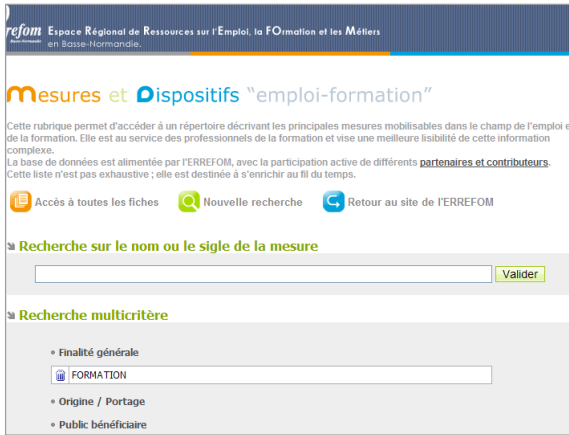 refom Espace Régional de Ressources sur l'Emploi, la FOrmation et les Métiers
Basse-Normandie en Basse-Normandie.
Mesures et Dispositifs “emploi-formation”
Cette rubrique permet d'accéder à un répertoire décrivant les principales mesures mobilisables dans le champ de l'emploi e
de la formation. Elle est au service des professionnels de la formation et vise une meilleure lisibilité de cette information
complexe.
La base de données est alimentée par l'ERREFOM, avec la participation active de différents partenaires et contributeurs.
Cette liste n'est pas exhaustive ; elle est destinée à s'enrichir au fil du temps.
Accès à toutes les fiches Nouvelle recherche Retour au site de l'ERREFOM
Recherche sur le nom ou le sigle de la mesure
Valider
Recherche multicritère
Finalité générale
FORMATION
Origine / Portage
Public bénéficiaire